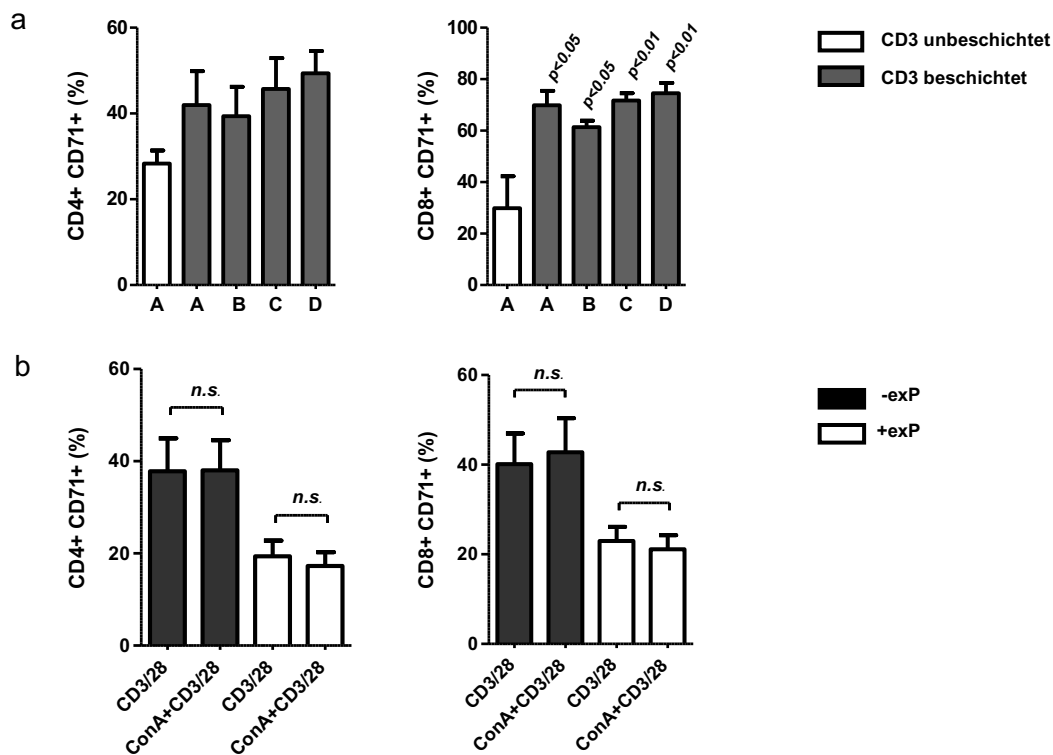 a
CD4+ CD71+ (%)
60
40
20
0
A A B C D
CD8+ CD71+ (%)
100
80
60
40
20
0
p<0.05 p<0.05 p<0.01 p<0.01
A A B C D
CD3 unbeschichtet
CD3 beschichtet
b
CD4+ CD71+ (%)
60
40
20
0
n.s.
n.s.
CD3/28 ConA+CD3/28 CD3/28 ConA+CD3/28
CD8+ CD71+ (%)
60
40
20
0
n.s.
n.s.
CD3/28 ConA+CD3/28 CD3/28 ConA+CD3/28
-exP
+exP